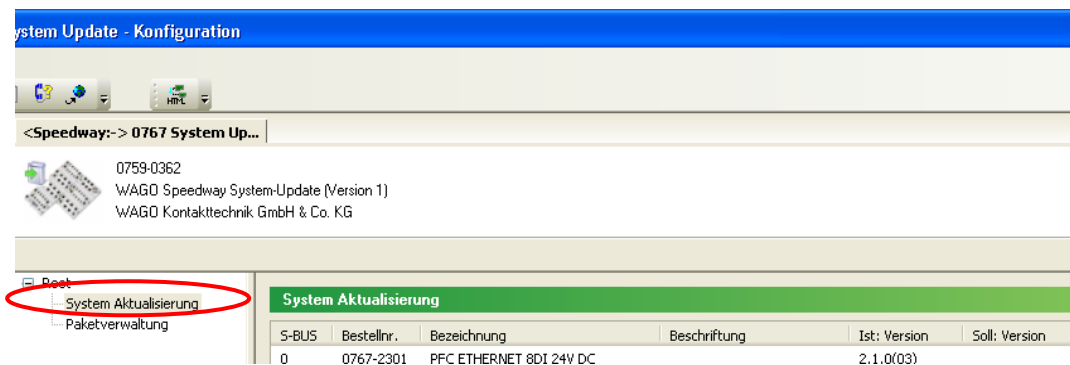 ystem Update - Konfiguration
HTML
<Speedway:-> 0767 System Up...
0759-0362
WAGO Speedway System-Update (Version 1)
WAGO Kontakttechnik GmbH & Co. KG
Root
System Aktualisierung
Paketverwaltung
System Aktualisierung
S-BUS Bestellnr. Bezeichnung Beschriftung Ist: Version Soll: Version
0 0767-2301 PFC ETHERNET 8DI 24V DC 2.1.0(03)